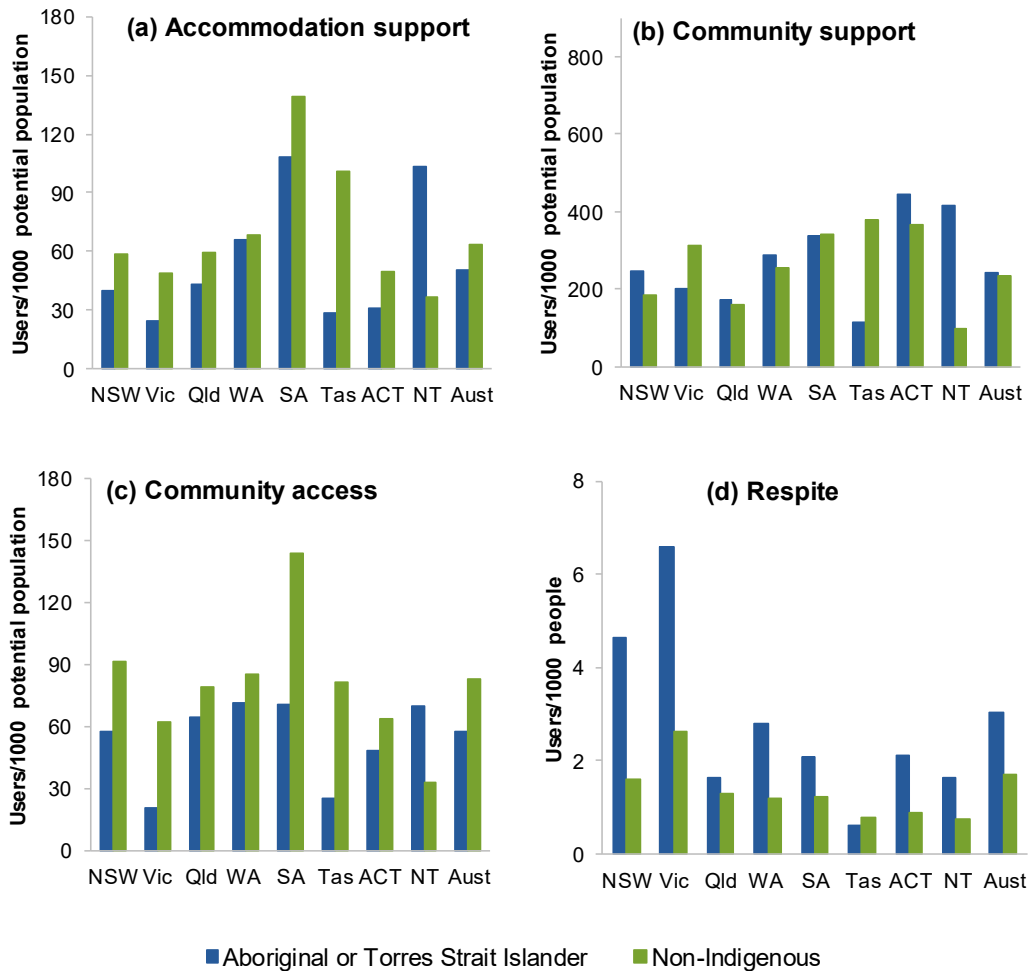 (a) Accommodation support
Users/1000 potential population
180
150
120
90
60
30
0
NSW Vic Qld WA SA Tas ACT NT Aust
(b) Community support
Users/1000 potential population
800
600
400
200
0
NSW Vic Qld WA SA Tas ACT NT Aust
(c) Community access
Users/1000 potential population
180
150
120
90
60
30
0
NSW Vic Qld WA SA Tas ACT NT Aust
(d) Respite
Users/1000 people
8
6
4
2
0
NSW Vic Qld WA SA Tas ACT NT Aust
Aboriginal or Torres Strait Islander Non-Indigenous